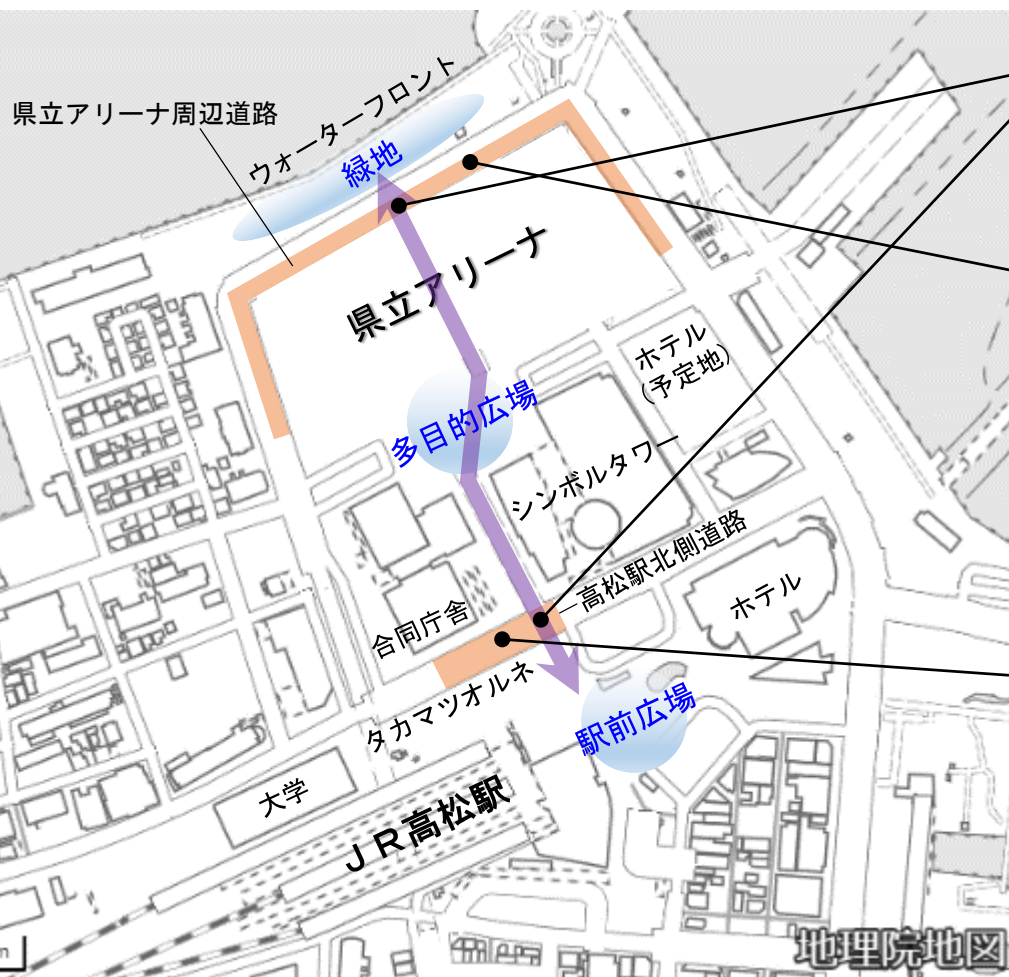 ウォーターフロント
県立アリーナ周辺道路
緑地
県立アリーナ
ホテル
(予定地)
多目的広場
シンボルタワー
高松駅北側道路
ホテル
合同庁舎
タカマツオルネ
駅前広場
大学
JR高松駅
地理院地図